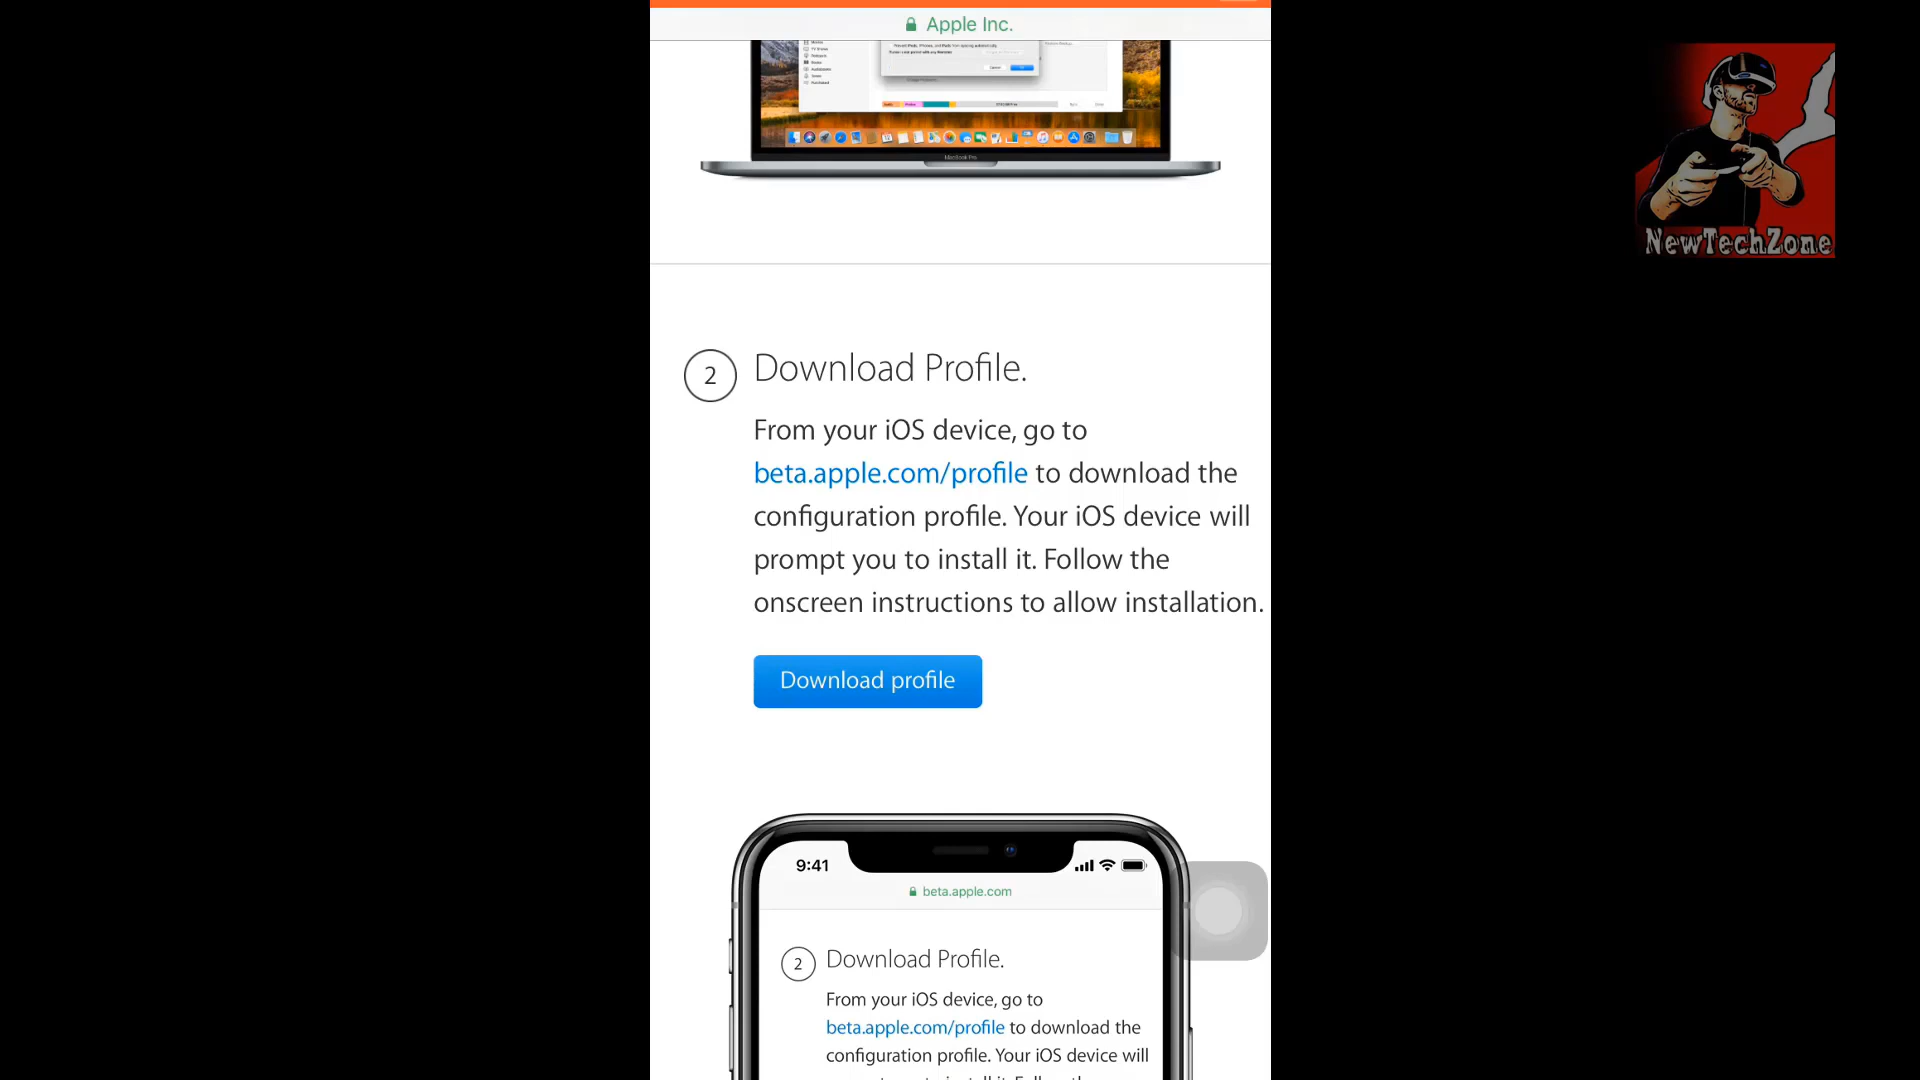 Apple Inc.
MacBook Pro
NewTechZone
2
Download Profile.
From your iOS device, go to
beta.apple.com/profile to download the
configuration profile. Your iOS device will
prompt you to install it. Follow the
onscreen instructions to allow installation.
Download profile
9:41
beta.apple.com
2
Download Profile.
From your iOS device, go to
beta.apple.com/profile to download the
configuration profile. Your iOS device will